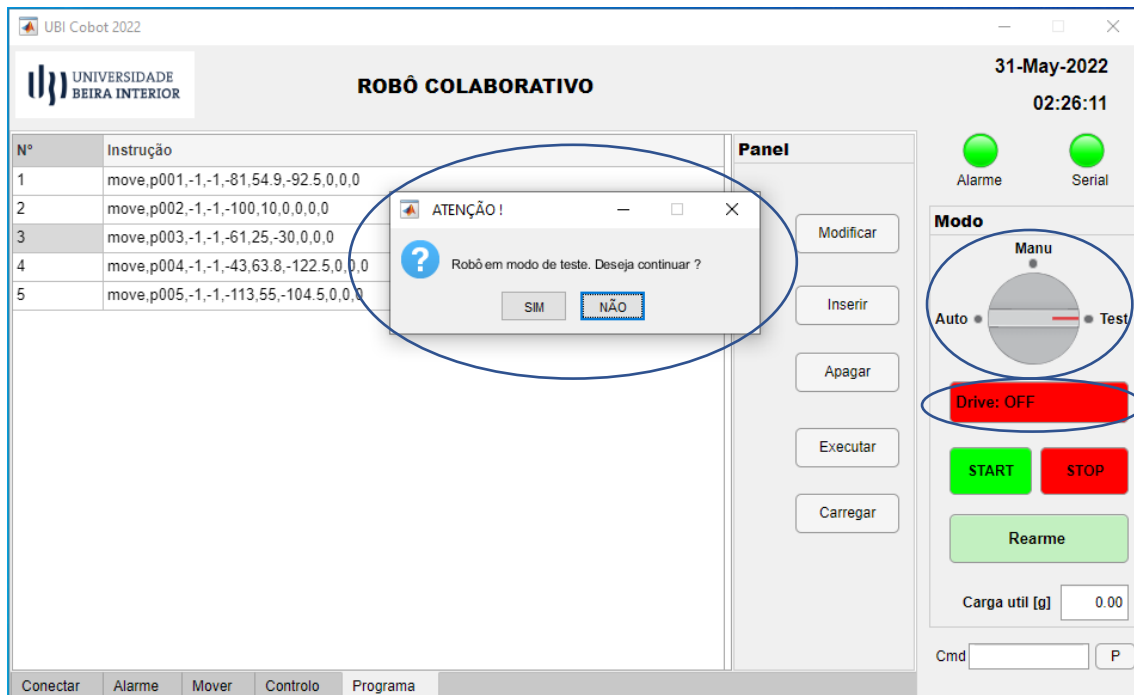 UBI Cobot 2022
UNIVERSIDADE
BEIRA INTERIOR
ROBÔ COLABORATIVO
31-May-2022
02:26:11
Alarme Serial
N° Instrução
1 move,p001,-1,-1,-81,54.9,-92.5,0,0,0
2 move,p002,-1,-1,-100,10,0,0,0,0
3 move,p003,-1,-1,-61,25,-30,0,0,0
4 move,p004,-1,-1,-43,63.8,-122.5,0,0,0
5 move,p005,-1,-1,-113,55,-104.5,0,0,0
ATENÇÃO !
Robô em modo de teste. Deseja continuar ?
SIM NÃO
Panel
Modificar
Inserir
Apagar
Executar
Carregar
Modo
Manu
Auto Test
Drive: OFF
START STOP
Rearme
Carga util [g] 0.00
Cmd P
Conectar Alarme Mover Controlo Programa